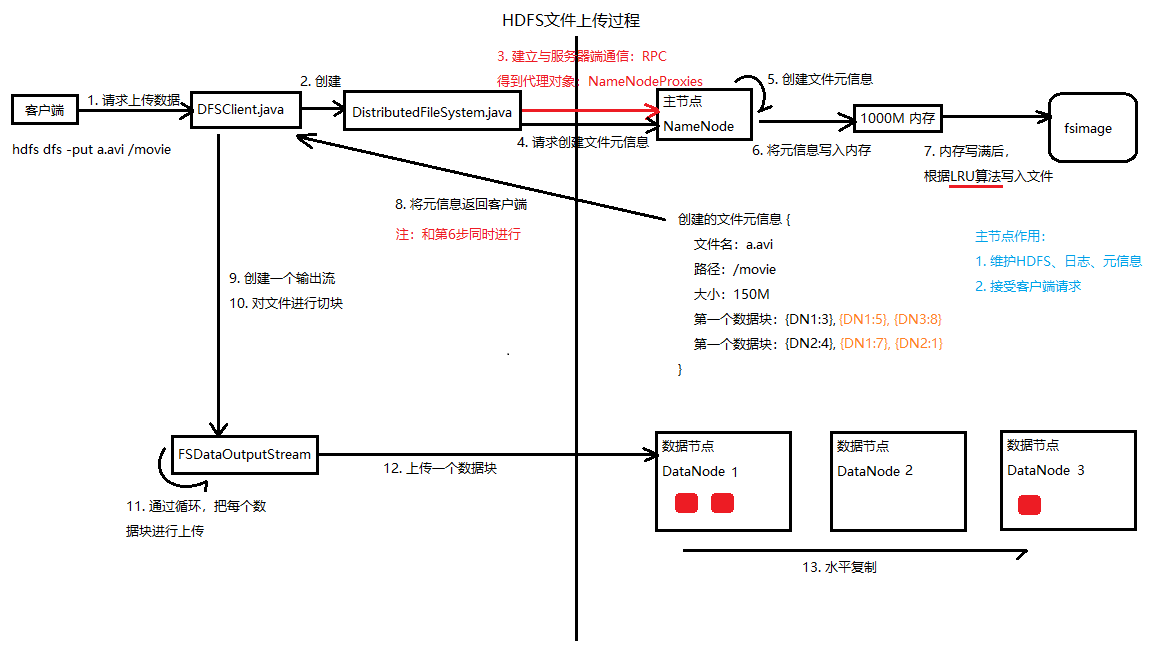 HDFS文件上传过程
3. 建立与服务器端通信：RPC
得到代理对象：NameNodeProxies
客户端
1. 请求上传数据
DFSClient.java
2. 创建
DistributedFileSystem.java
4. 请求创建文件元信息
主节点
NameNode
5. 创建文件元信息
6. 将元信息写入内存
1000M 内存
7. 内存写满后，
根据LRU算法写入文件
fsimage
hdfs dfs -put a.avi /movie
8. 将元信息返回客户端
注：和第6步同时进行
创建的文件元信息 {
文件名：a.avi
路径：/movie
大小：150M
第一个数据块：{DN1:3}, {DN1:5}, {DN3:8}
第一个数据块：{DN2:4}, {DN1:7}, {DN2:1}
}
主节点作用：
1. 维护HDFS、日志、元信息
2. 接受客户端请求
9. 创建一个输出流
10. 对文件进行切块
FSDataOutputStream
11. 通过循环，把每个数
据块进行上传
12. 上传一个数据块
数据节点
DataNode 1
数据节点
DataNode 2
数据节点
DataNode 3
13. 水平复制